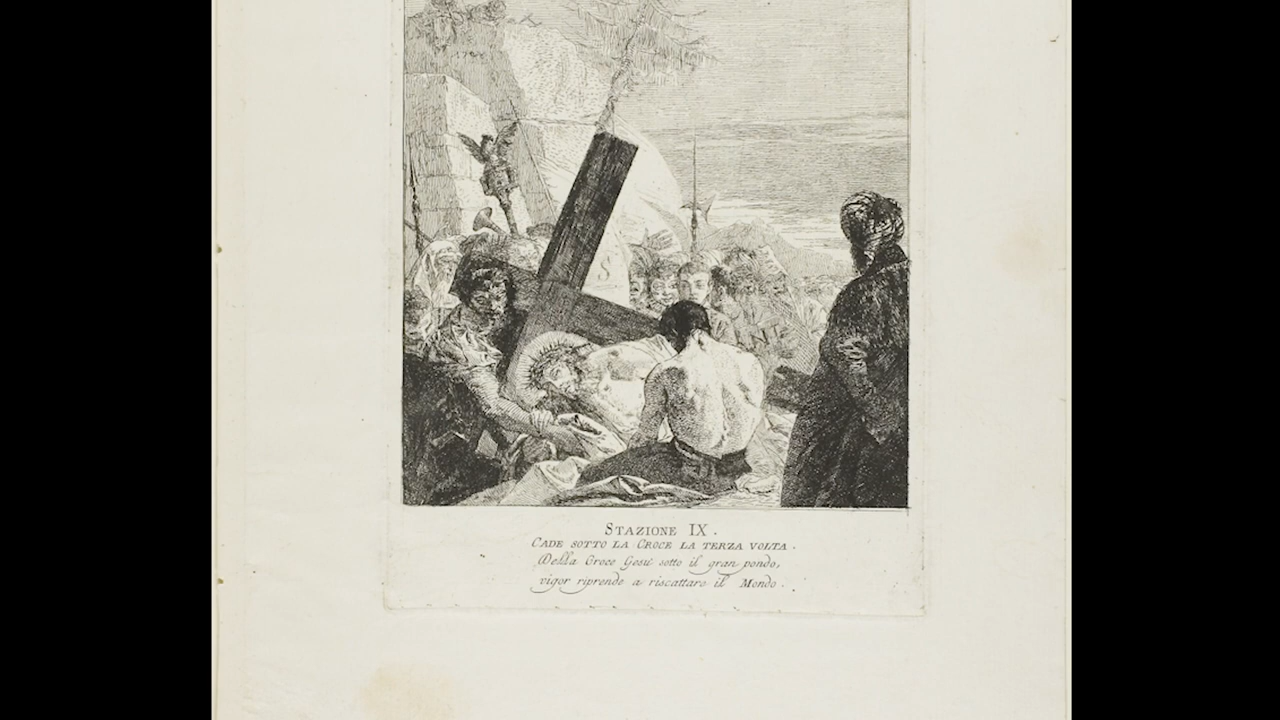 S
STAZIONE IX.
CADE SOTTO LA CROCE LA TERZA VOLTA.
Della Croce Gesù sotto il gran pondo,
vigor riprende a riscattare il Mondo.